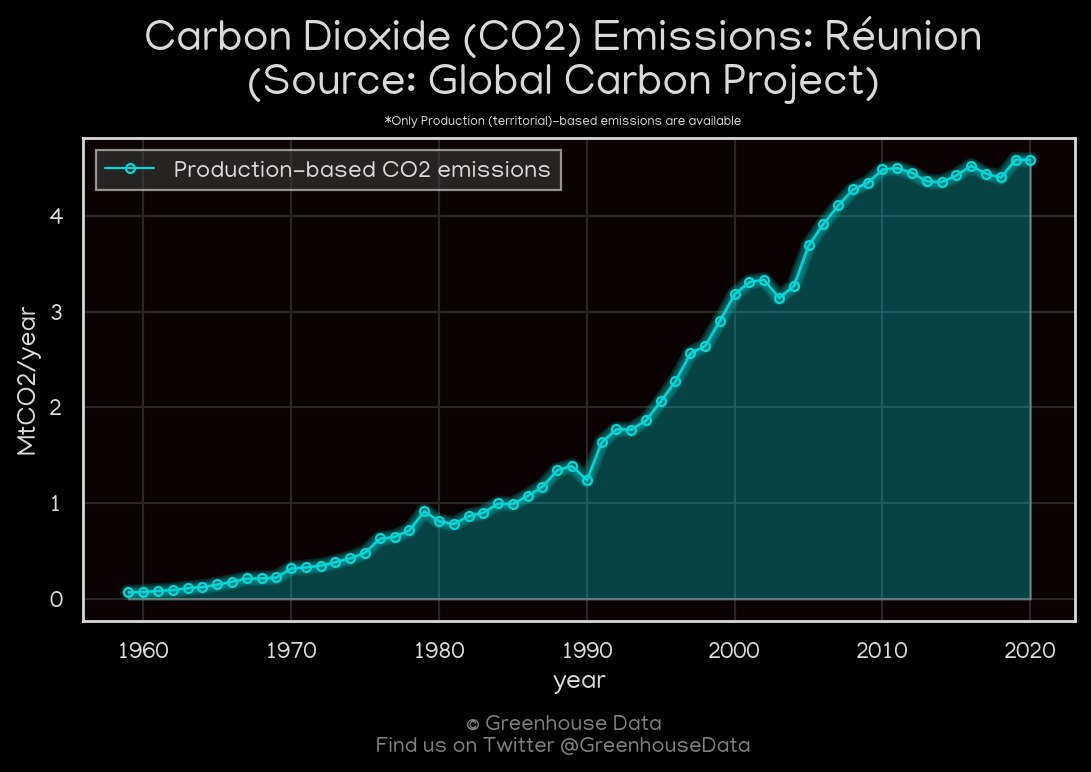 Carbon Dioxide (CO2) Emissions: Réunion
(Source: Global Carbon Project)
*Only Production (territorial)-based emissions are available
Production-based CO2 emissions
MtCO2/year
4
3
2
1
0
1960 1970 1980 1990 2000 2010 2020
year
© Greenhouse Data
Find us on Twitter @GreenhouseData